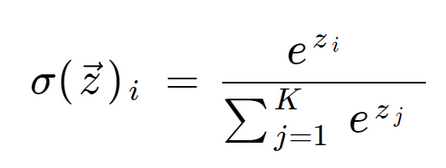 σ(z⃗)ᵢ = e^{zᵢ} / ∑_{j=1}^{K} e^{zⱼ}